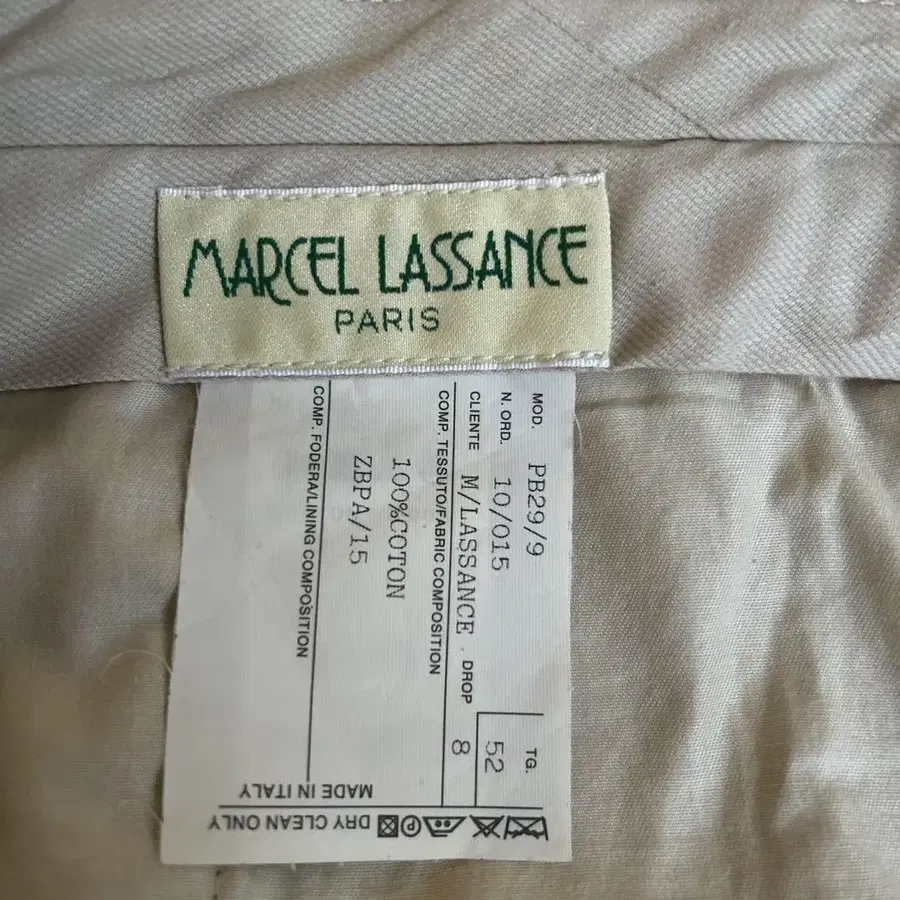 MARCEL LASSANCE
PARIS
MOD. PB29/9
TG.
N. ORD. 10/015
52
CLIENTE M/LASSANCE DROP 8
COMP. TESSUTO/FABRIC COMPOSITION
100%COTON
ZBPA/15
COMP. FODERA/LINING COMPOSITION
MADE IN ITALY
P DRY CLEAN ONLY